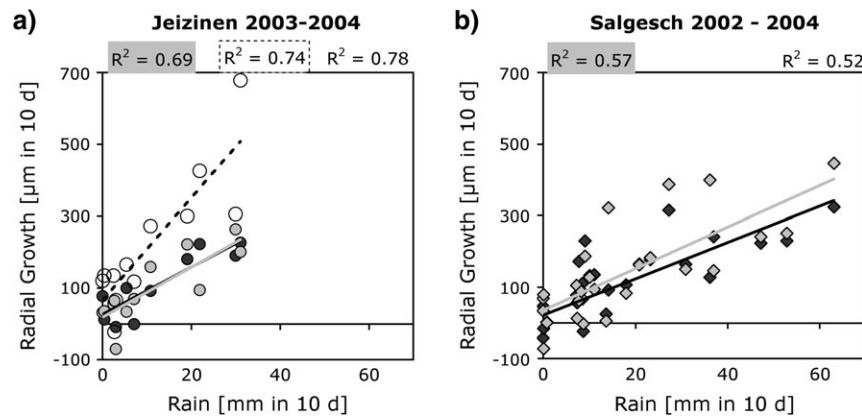 a) Jeizinen 2003-2004
R² = 0.69 R² = 0.74 R² = 0.78
700
500
300
100
-100
Radial Growth [µm in 10 d]
0 20 40 60
Rain [mm in 10 d]
b) Salgesch 2002 - 2004
R² = 0.57 R² = 0.52
700
500
300
100
-100
Radial Growth [µm in 10 d]
0 20 40 60
Rain [mm in 10 d]